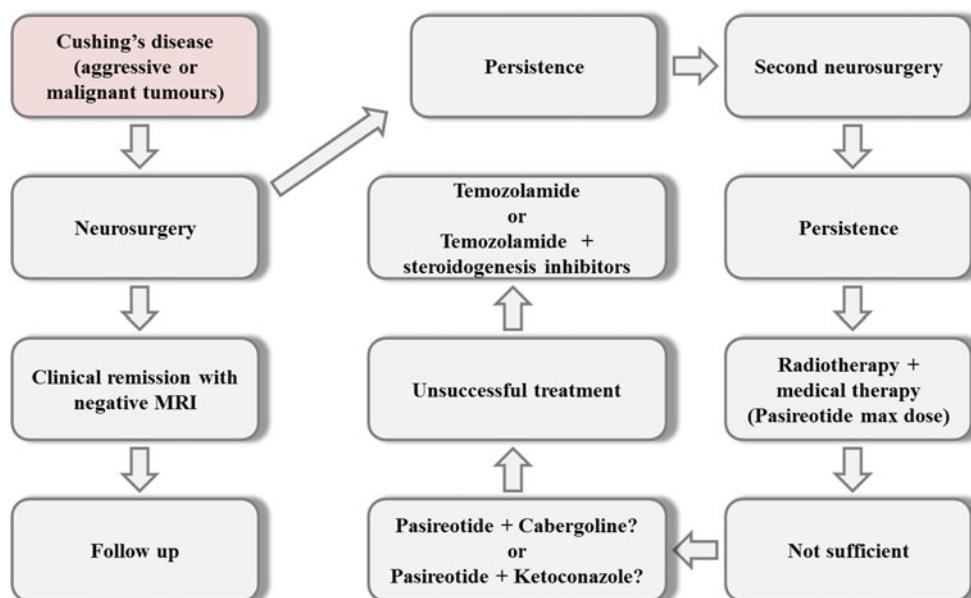 Cushing's disease
(aggressive or
malignant tumours)
Neurosurgery
Clinical remission with
negative MRI
Follow up
Persistence
Second neurosurgery
Persistence
Radiotherapy +
medical therapy
(Pasireotide max dose)
Not sufficient
Pasireotide + Cabergoline?
or
Pasireotide + Ketoconazole?
Unsuccessful treatment
Temozolamide
or
Temozolamide +
steroidogenesis inhibitors